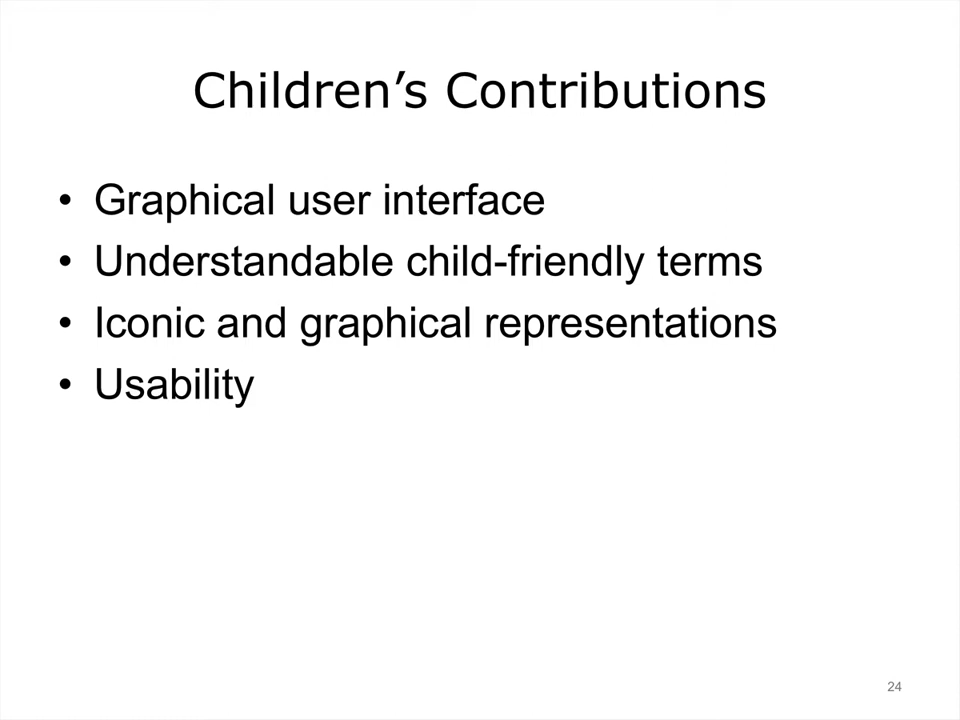 Children’s Contributions
• Graphical user interface
• Understandable child-friendly terms
• Iconic and graphical representations
• Usability
24